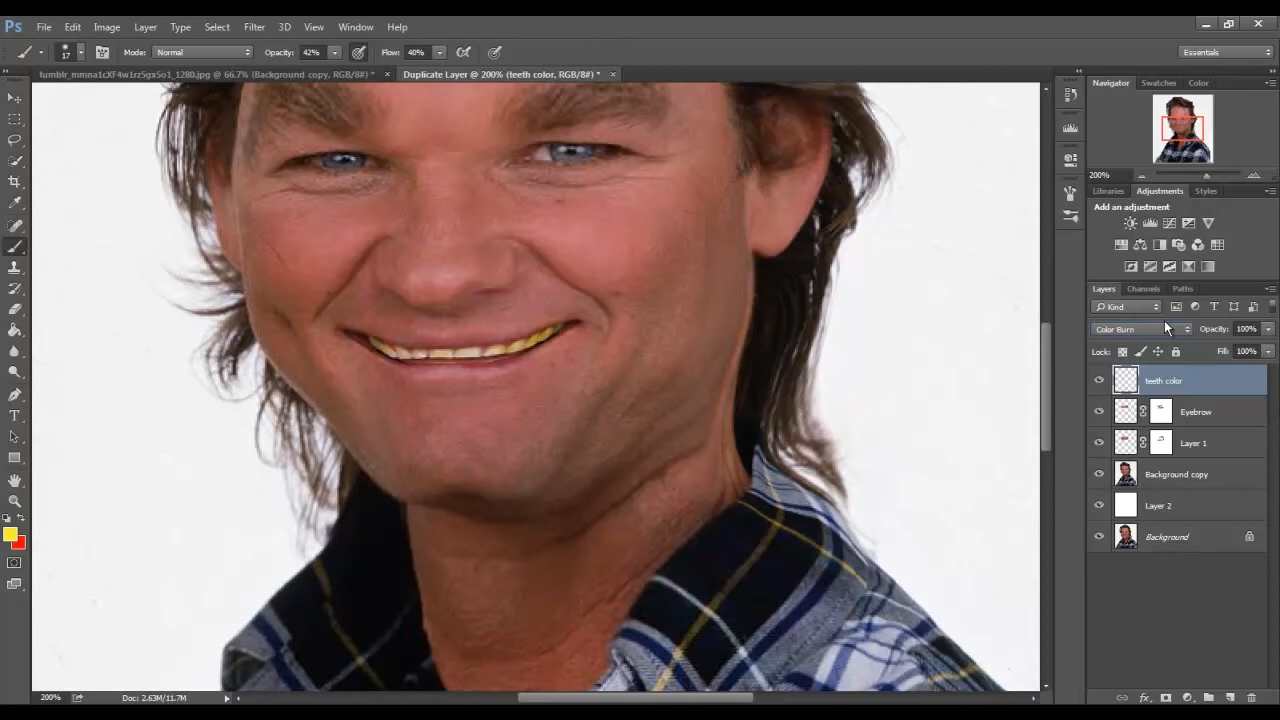 Ps File Edit Image Layer Type Select Filter 3D View Window Help
17 Mode: Normal Opacity: 42% Flow: 40% Essentials
tumblr_mmna1cXF4w1rz5gx5o1_1280.jpg @ 66.7% (Background copy, RGB/8#) * × Duplicate Layer @ 200% (teeth color, RGB/8#) * ×
Navigator Swatches Color
200%
Libraries Adjustments Styles
Add an adjustment
Layers Channels Paths
Kind
Color Burn Opacity: 100%
Lock: Fill: 100%
teeth color
Eyebrow
Layer 1
Background copy
Layer 2
Background
200% Doc: 2.63M/11.7M
fx